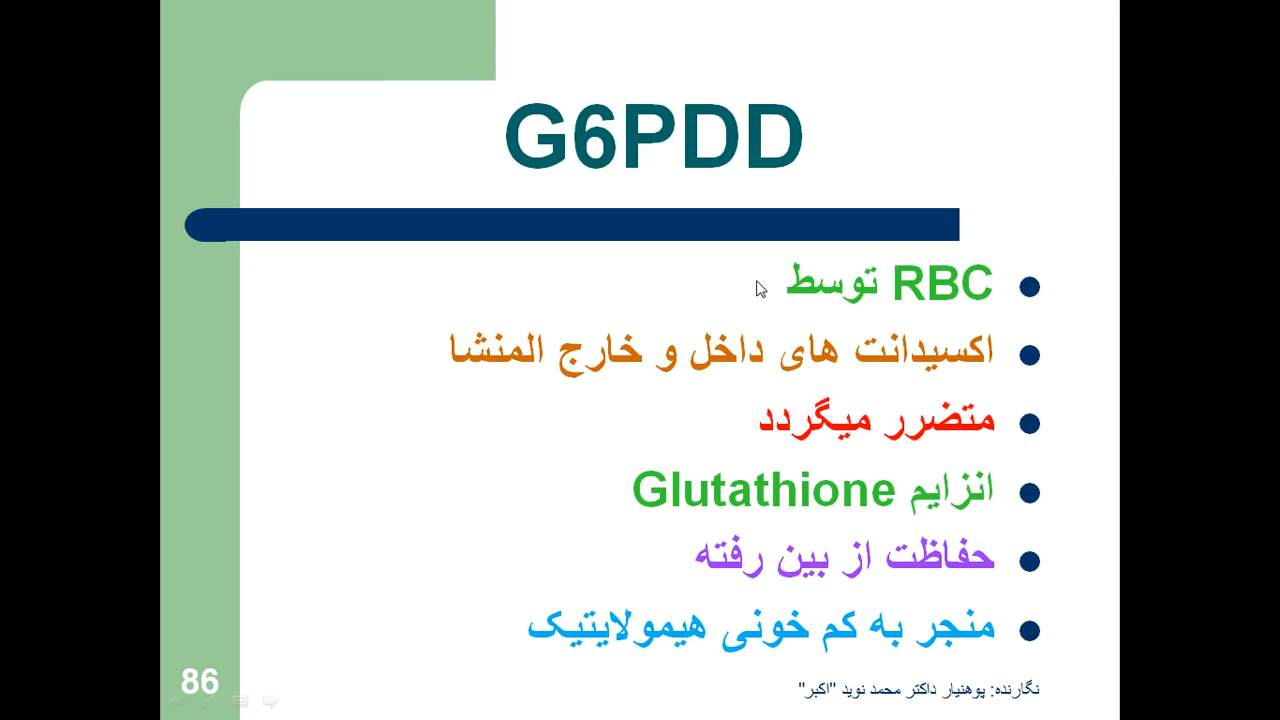 G6PDD
RBC توسط
اکسیدانت های داخل و خارج المنشا
متضرر میگردد
انزایم Glutathione
حفاظت از بین رفته
منجر به کم خونی هیمولایتیک
86
نگارنده: پوهنیار داکتر محمد نوید "اکبر"